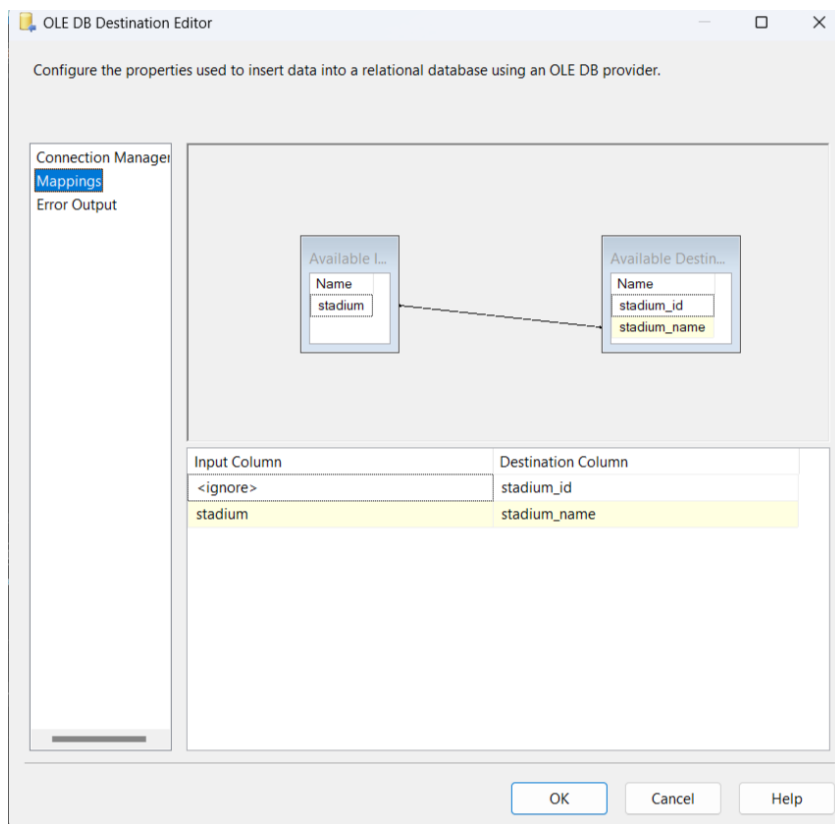 OLE DB Destination Editor
Configure the properties used to insert data into a relational database using an OLE DB provider.
Connection Manager
Mappings
Error Output
Available I...
Name
stadium
Available Destin...
Name
stadium_id
stadium_name
Input Column Destination Column
<ignore> stadium_id
stadium stadium_name
OK Cancel Help